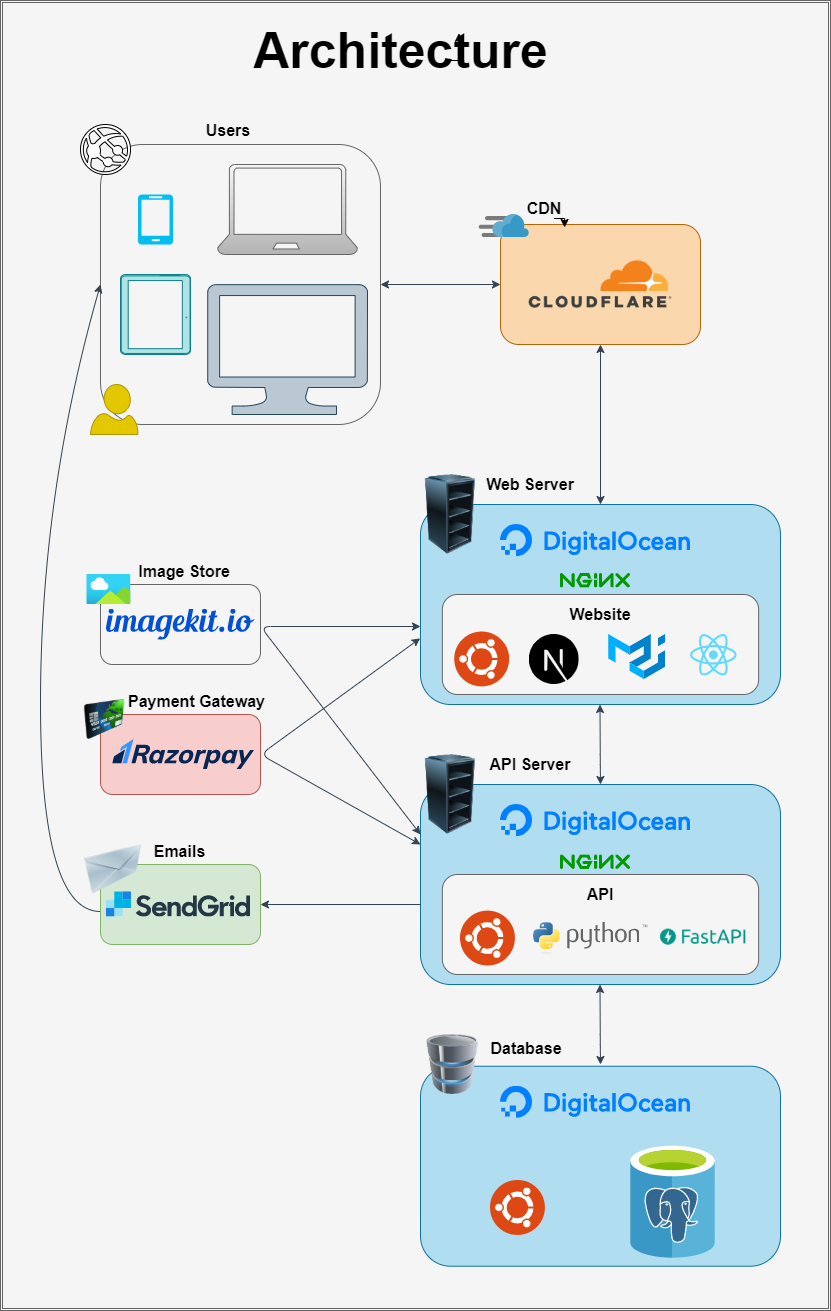 Architecture
Users
CDN
CLOUDFLARE
Web Server
DigitalOcean
NGINX
Website
N
Image Store
imagekit.io
Payment Gateway
Razorpay
API Server
DigitalOcean
NGINX
API
python™
FastAPI
Emails
SendGrid
Database
DigitalOcean